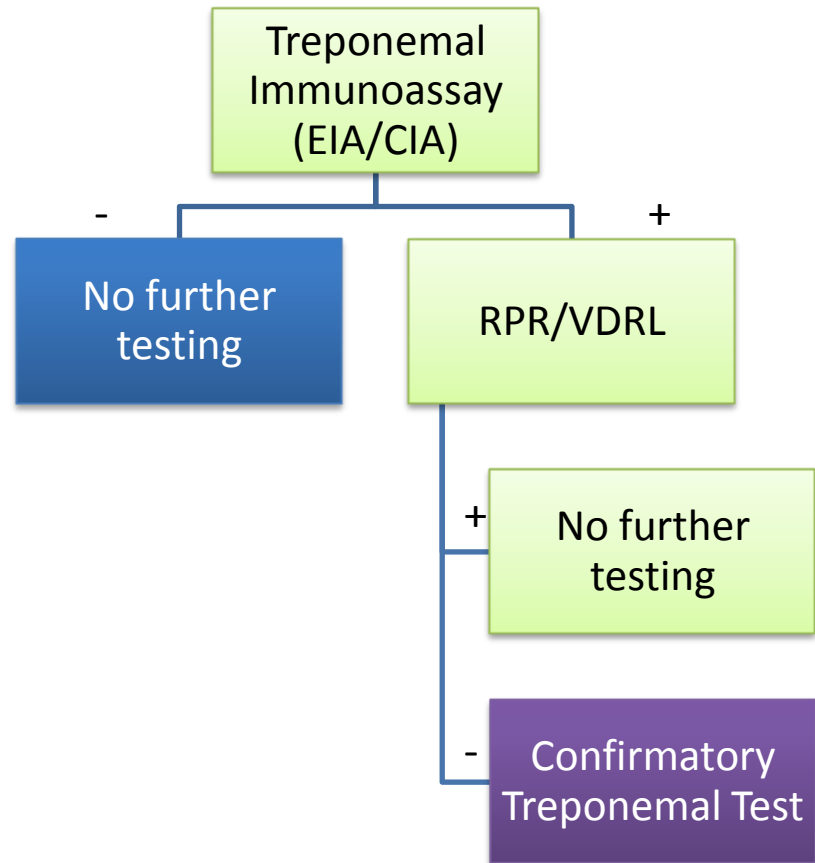 Treponemal
Immunoassay
(EIA/CIA)
-
+
No further
testing
RPR/VDRL
+
No further
testing
-
Confirmatory
Treponemal Test